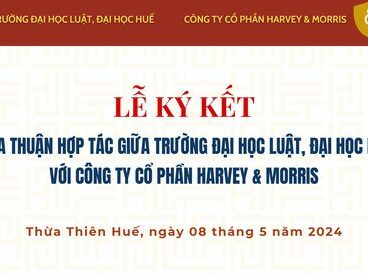 ƯỜNG ĐẠI HỌC LUẬT, ĐẠI HỌC HUẾ CÔNG TY CỔ PHẦN HARVEY & MORRIS
LỄ KÝ KẾT
A THUẬN HỢP TÁC GIỮA TRƯỜNG ĐẠI HỌC LUẬT, ĐẠI HỌC
VỚI CÔNG TY CỔ PHẦN HARVEY & MORRIS
Thừa Thiên Huế, ngày 08 tháng 5 năm 2024